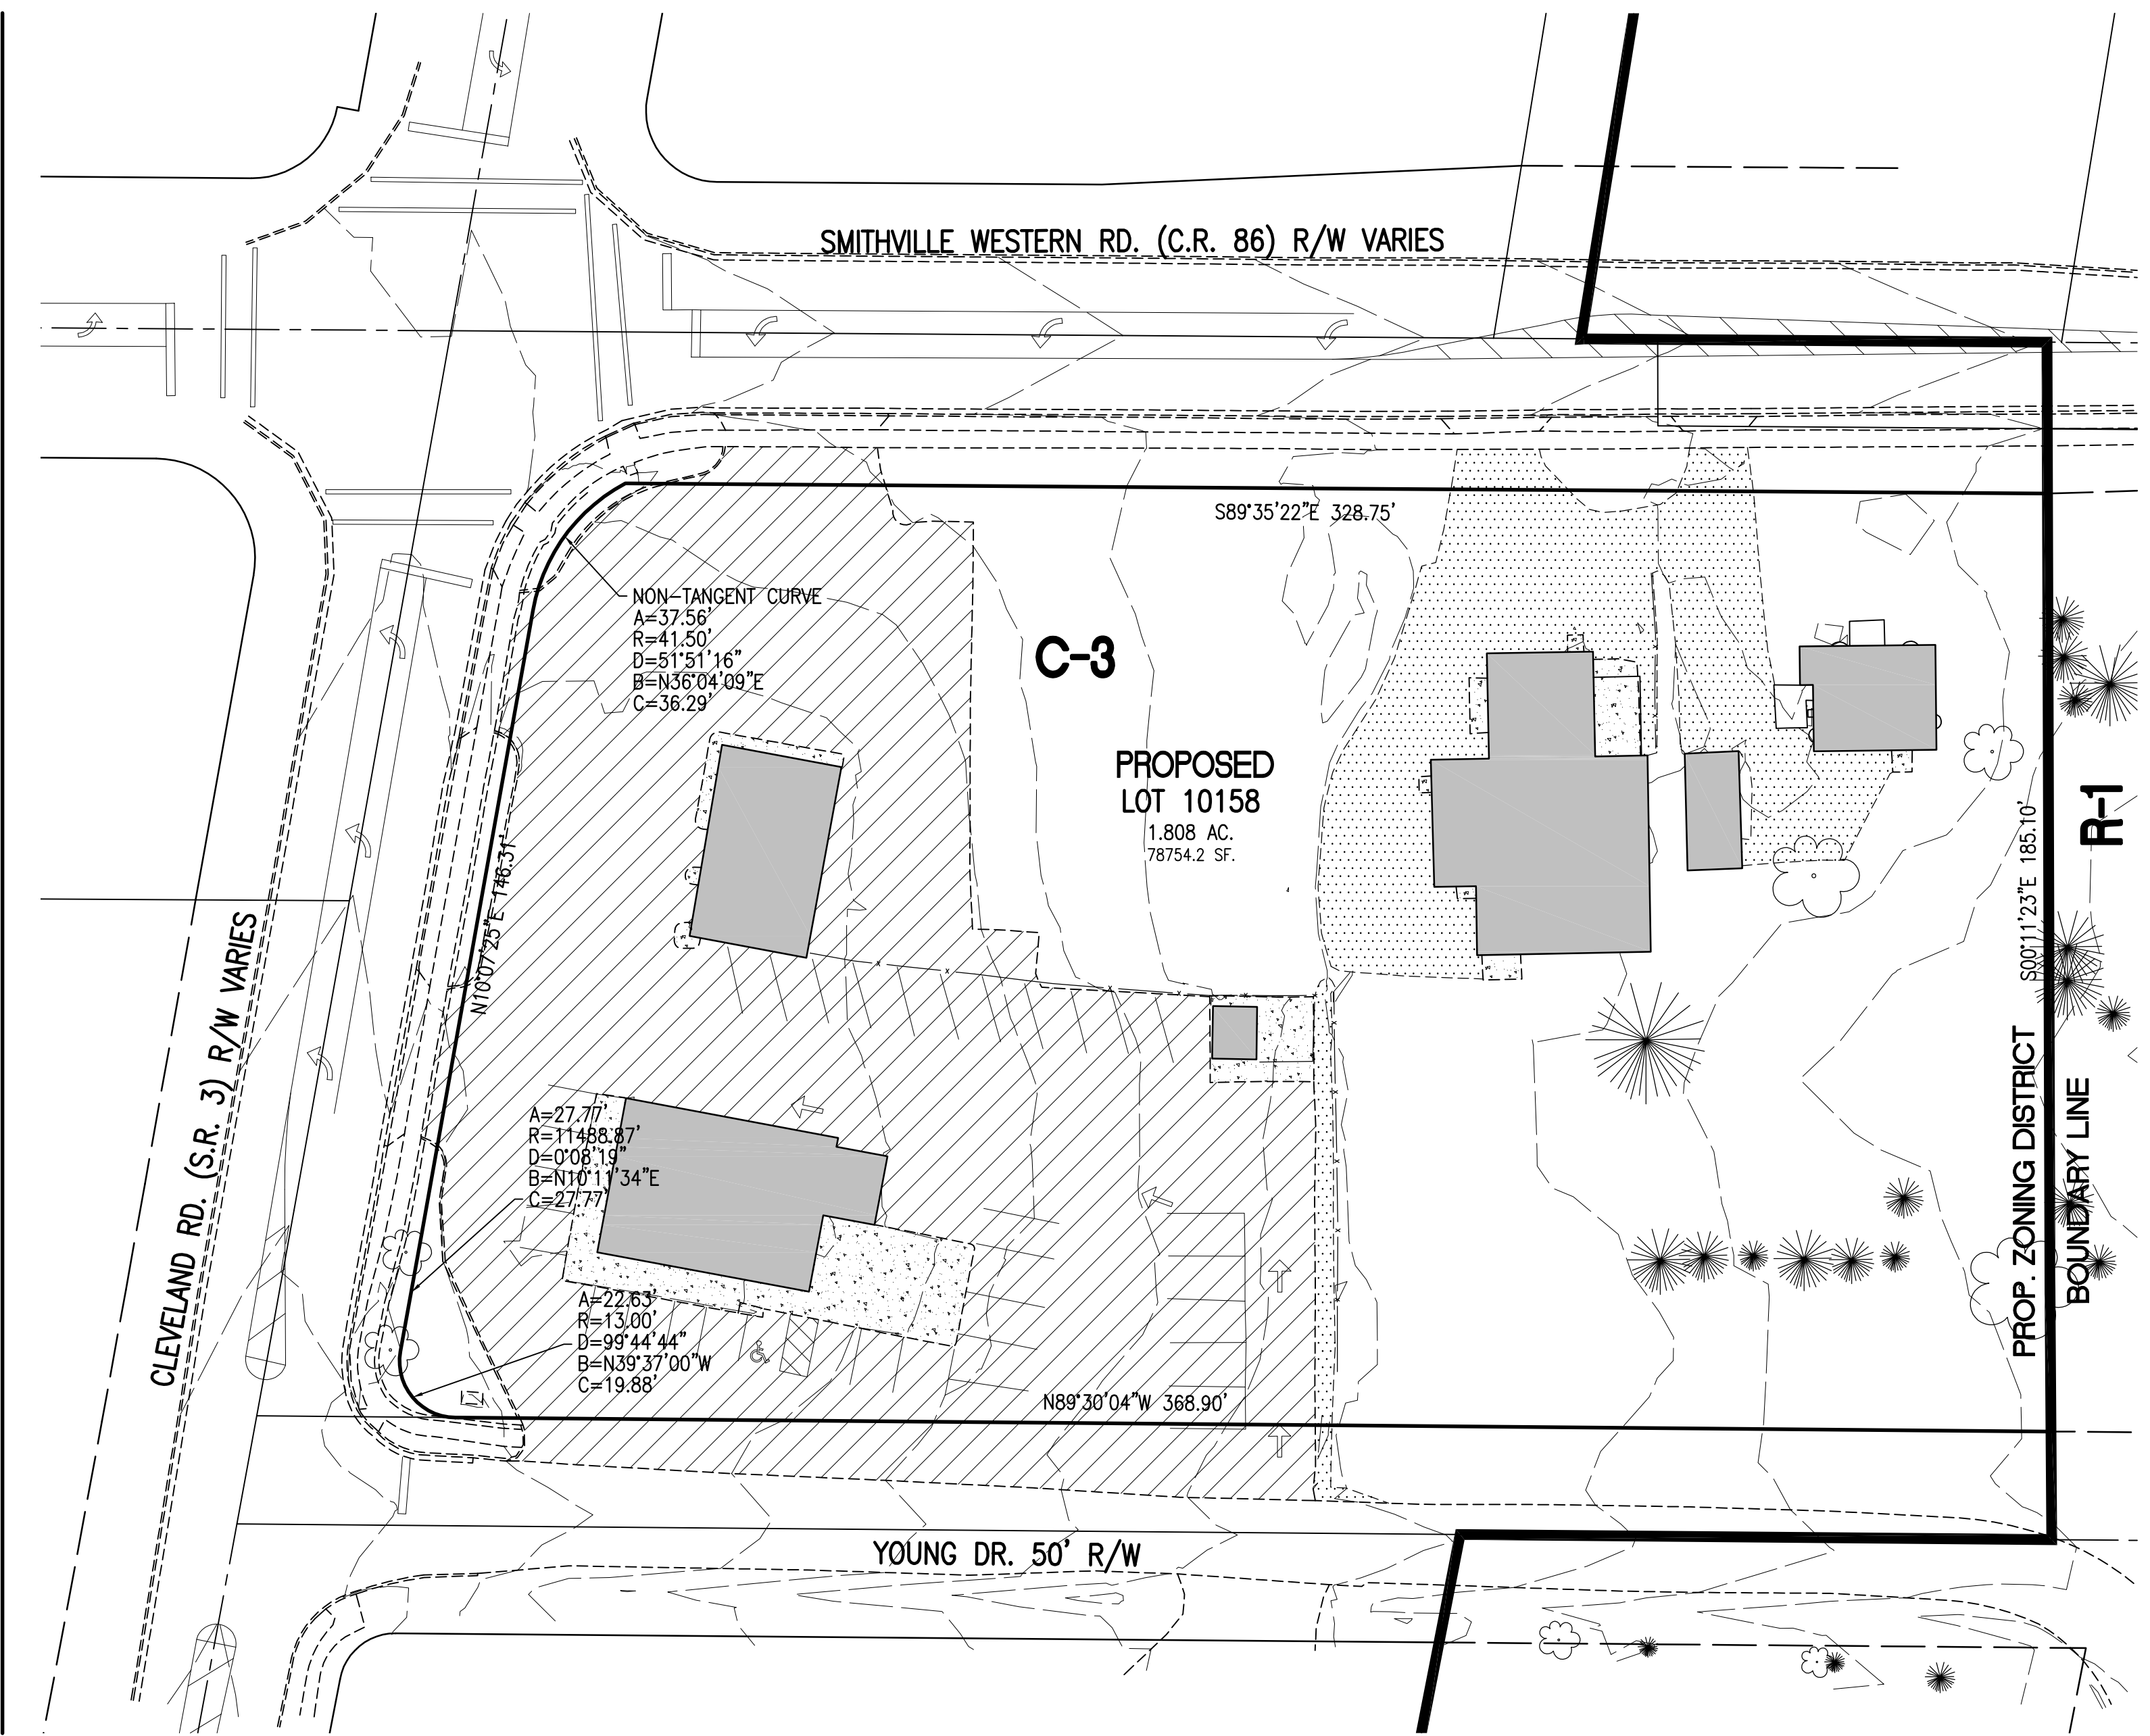 SMITHVILLE WESTERN RD. (C.R. 86) R/W VARIES
S89°35'22"E 328.75'
NON-TANGENT CURVE
A=37.56'
R=41.50'
D=51°51'16"
B=N36°04'09"E
C=36.29'
C-3
PROPOSED
LOT 10158
1.808 AC.
78754.2 SF.
N10°07'25"E 146.31'
CLEVELAND RD. (S.R. 3) R/W VARIES
A=27.77'
R=11488.87'
D=0°08'19"
B=N10°11'34"E
C=27.77'
A=22.63'
R=13.00'
D=99°44'44"
B=N39°37'00"W
C=19.88'
N89°30'04"W 368.90'
YOUNG DR. 50' R/W
S00°11'23"E 185.10'
R-1
PROP. ZONING DISTRICT
BOUNDARY LINE